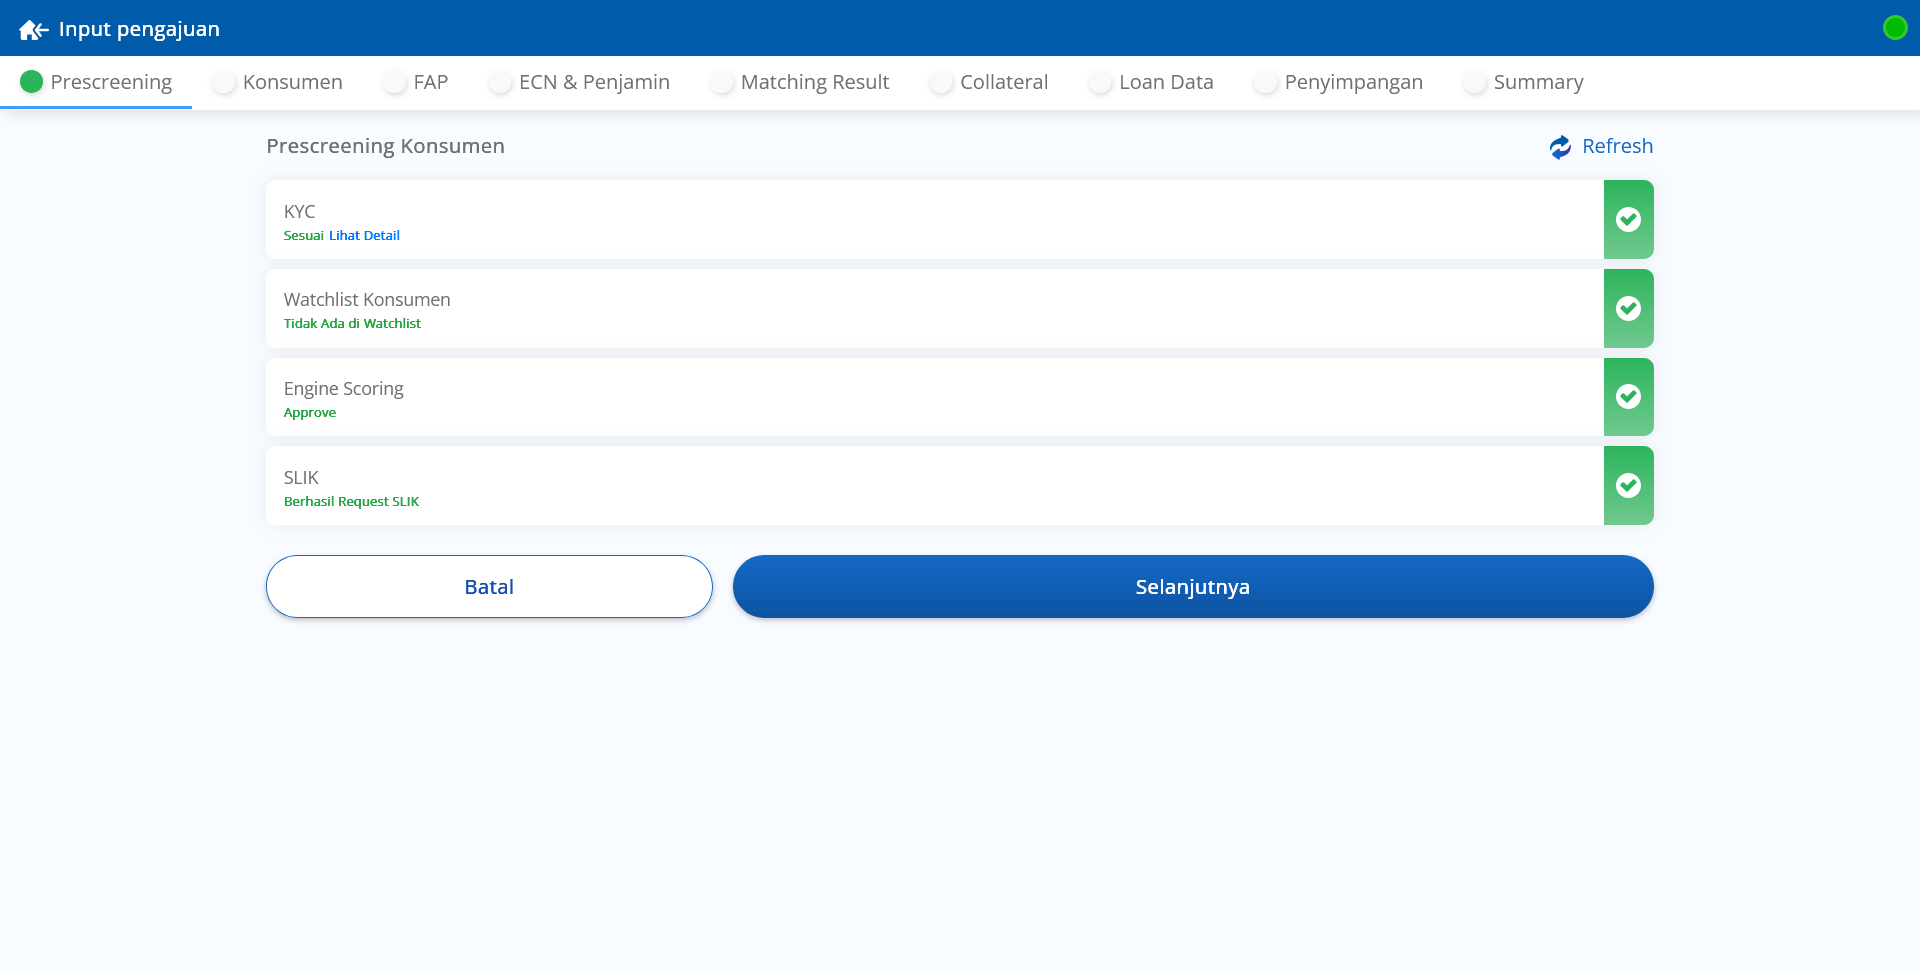 Input pengajuan
Prescreening Konsumen FAP ECN & Penjamin Matching Result Collateral Loan Data Penyimpangan Summary
Prescreening Konsumen Refresh
KYC
Sesuai Lihat Detail
Watchlist Konsumen
Tidak Ada di Watchlist
Engine Scoring
Approve
SLIK
Berhasil Request SLIK
Batal Selanjutnya